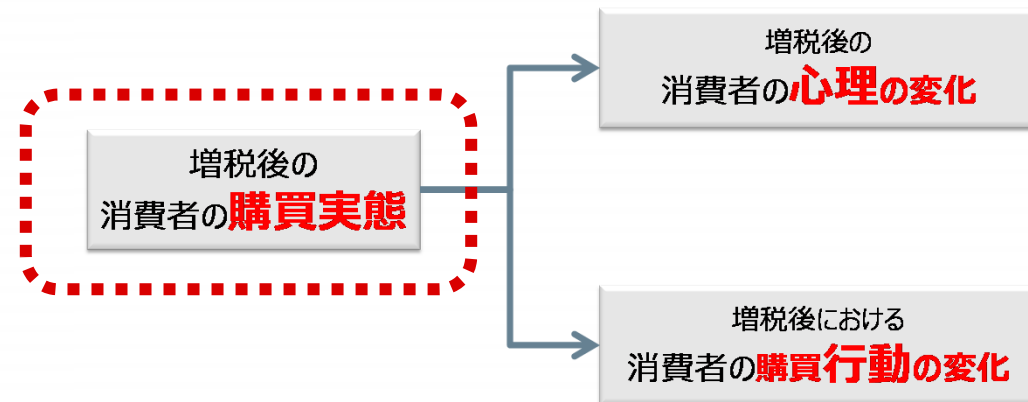 増税後の
消費者の購買実態
増税後の
消費者の心理の変化
増税後における
消費者の購買行動の変化